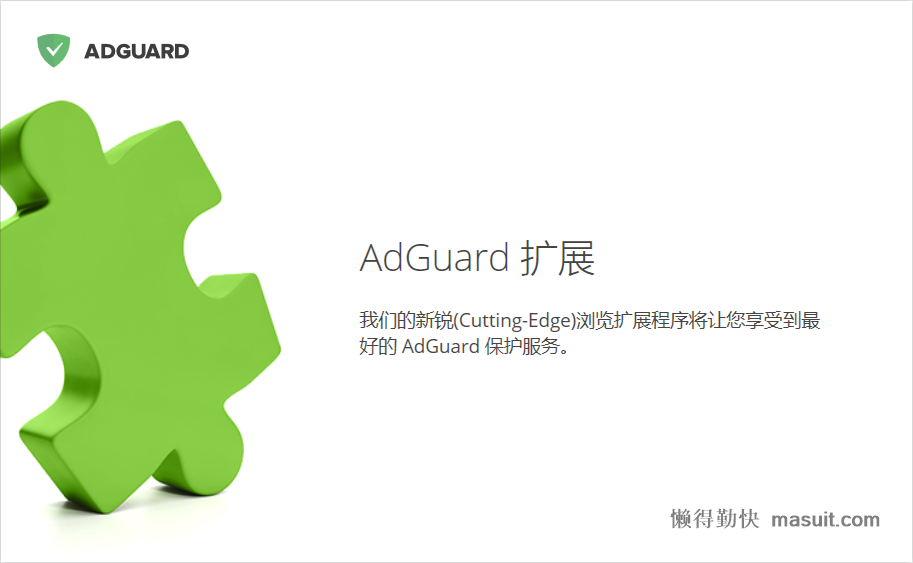 ADGUARD
AdGuard 扩展
我们的新锐(Cutting-Edge)浏览扩展程序将让您享受到最
好的 AdGuard 保护服务。
懒得勤快 masuit.com